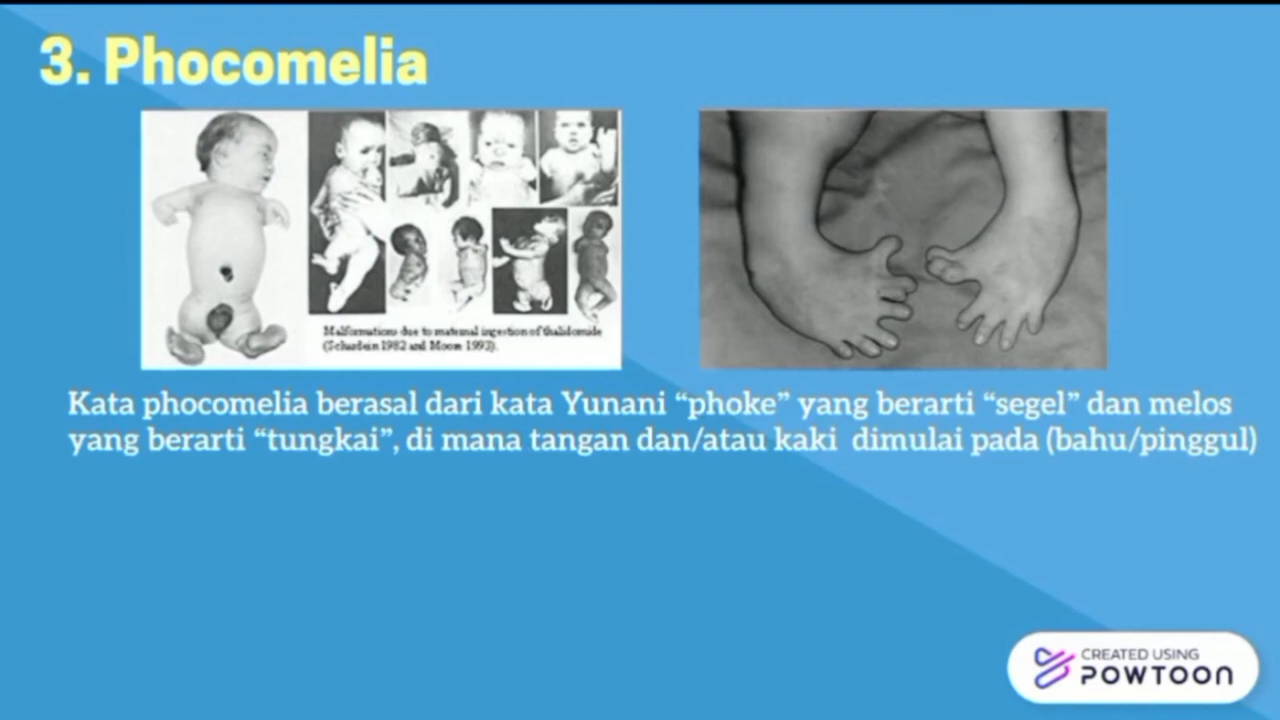 3. Phocomelia
Malformations due to maternal ingestion of thalidomide
(Schardein 1982 and Moore 1993).
Kata phocomelia berasal dari kata Yunani “phoke” yang berarti “segel” dan melos
yang berarti “tungkai”, di mana tangan dan/atau kaki dimulai pada (bahu/pinggul)
CREATED USING
POWTOON